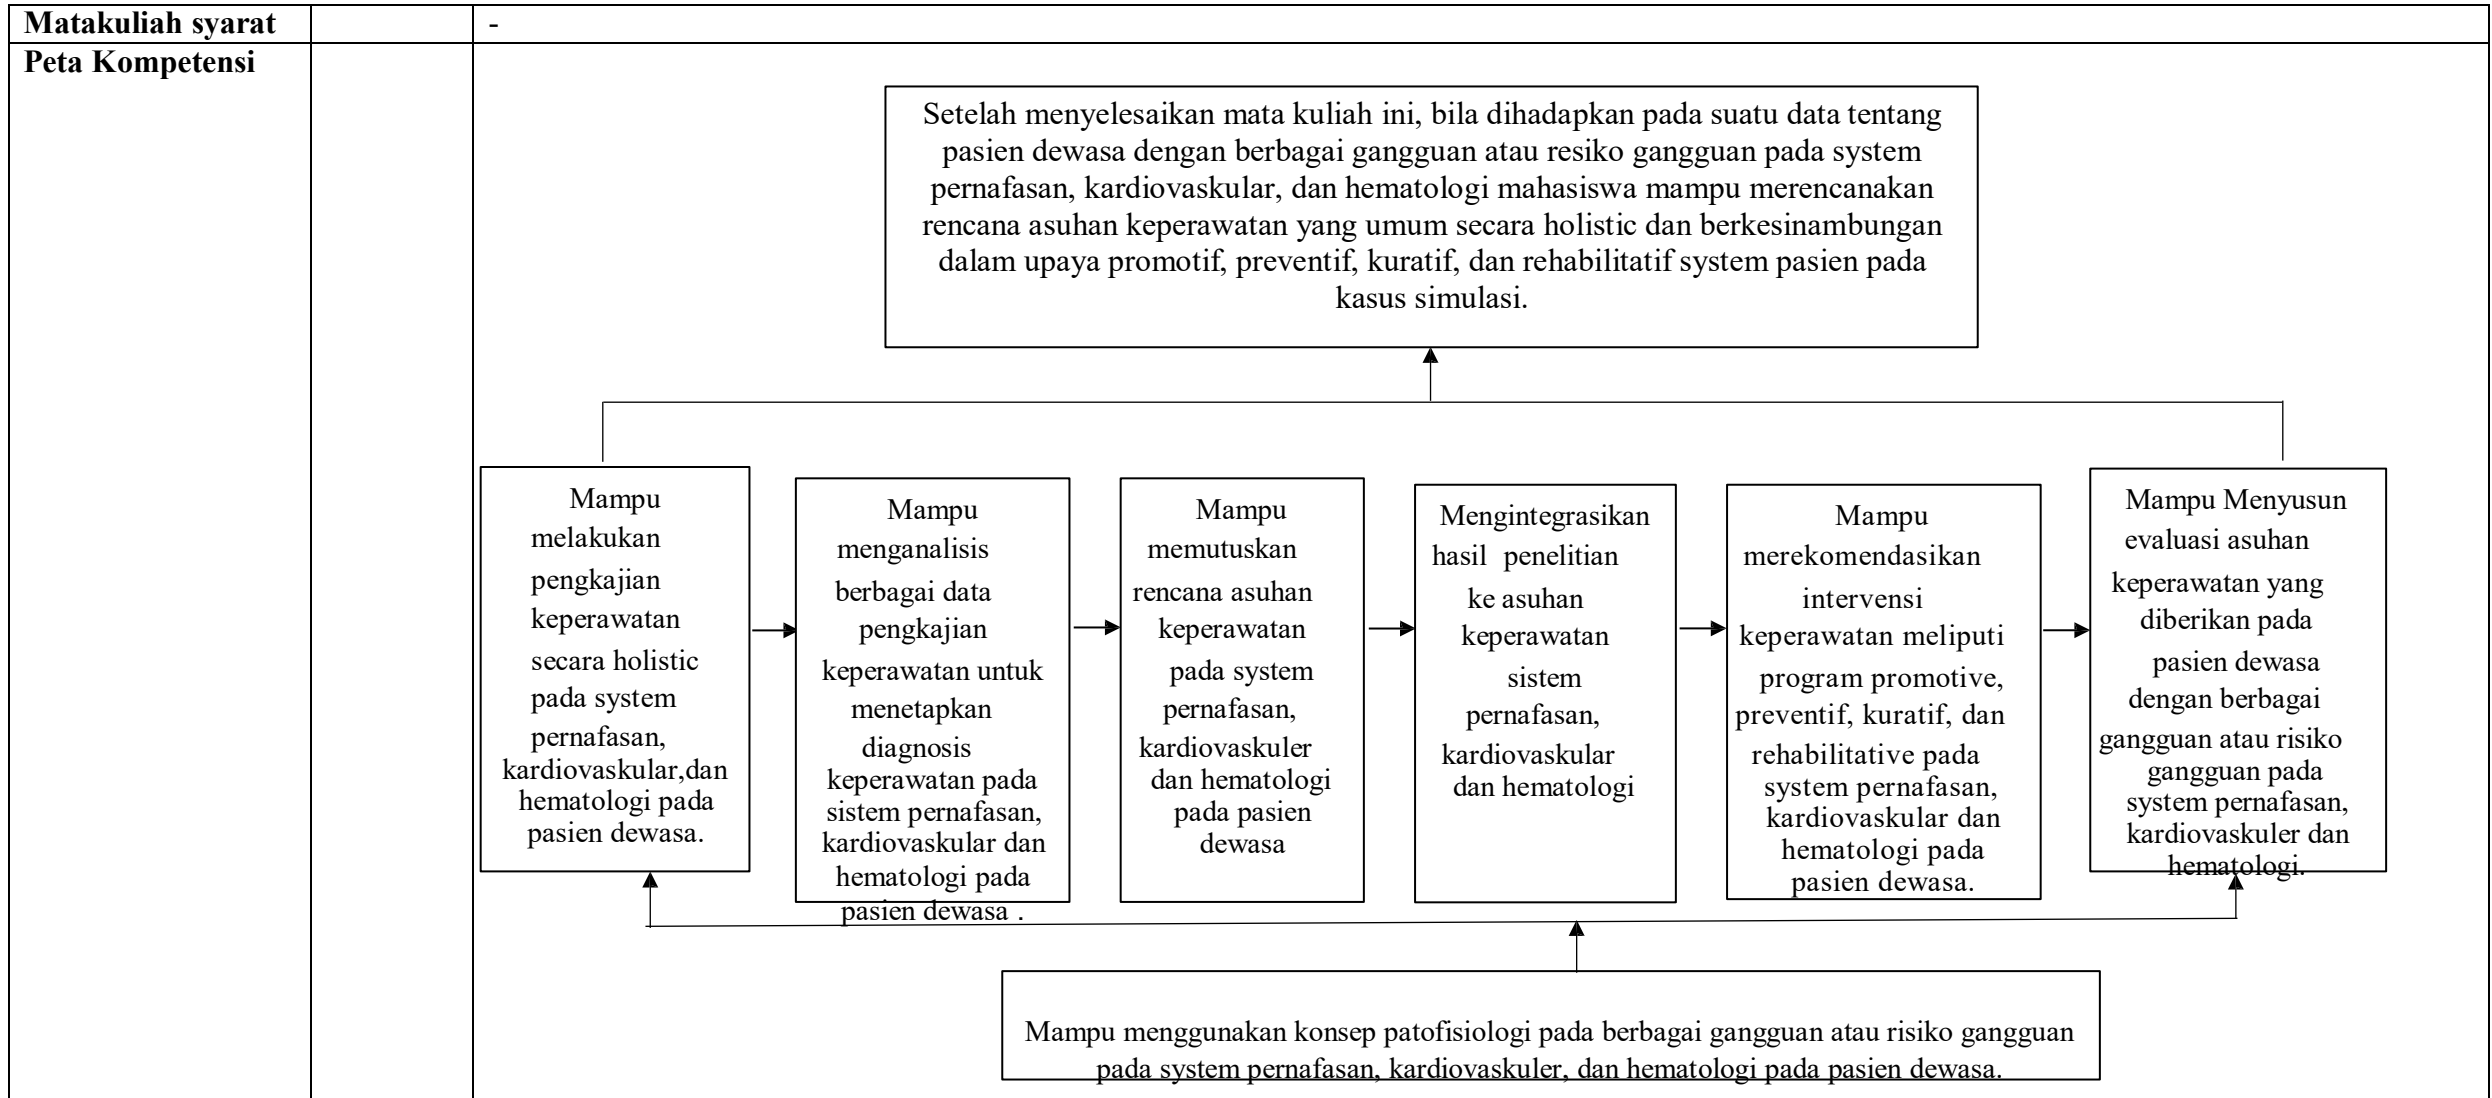 Matakuliah syarat
-
Peta Kompetensi
Setelah menyelesaikan mata kuliah ini, bila dihadapkan pada suatu data tentang
pasien dewasa dengan berbagai gangguan atau resiko gangguan pada system
pernafasan, kardiovaskular, dan hematologi mahasiswa mampu merencanakan
rencana asuhan keperawatan yang umum secara holistic dan berkesinambungan
dalam upaya promotif, preventif, kuratif, dan rehabilitatif system pasien pada
kasus simulasi.
Mampu
melakukan
pengkajian
keperawatan
secara holistic
pada system
pernafasan,
kardiovaskular,dan
hematologi pada
pasien dewasa.
Mampu
menganalisis
berbagai data
pengkajian
keperawatan untuk
menetapkan
diagnosis
keperawatan pada
sistem pernafasan,
kardiovaskular dan
hematologi pada
pasien dewasa .
Mampu
memutuskan
rencana asuhan
keperawatan
pada system
pernafasan,
kardiovaskuler
dan hematologi
pada pasien
dewasa
Mengintegrasikan
hasil penelitian
ke asuhan
keperawatan
sistem
pernafasan,
kardiovaskular
dan hematologi
Mampu
merekomendasikan
intervensi
keperawatan meliputi
program promotive,
preventif, kuratif, dan
rehabilitative pada
system pernafasan,
kardiovaskular dan
hematologi pada
pasien dewasa.
Mampu Menyusun
evaluasi asuhan
keperawatan yang
diberikan pada
pasien dewasa
dengan berbagai
gangguan atau risiko
gangguan pada
system pernafasan,
kardiovaskuler dan
hematologi.
Mampu menggunakan konsep patofisiologi pada berbagai gangguan atau risiko gangguan
pada system pernafasan, kardiovaskuler, dan hematologi pada pasien dewasa.